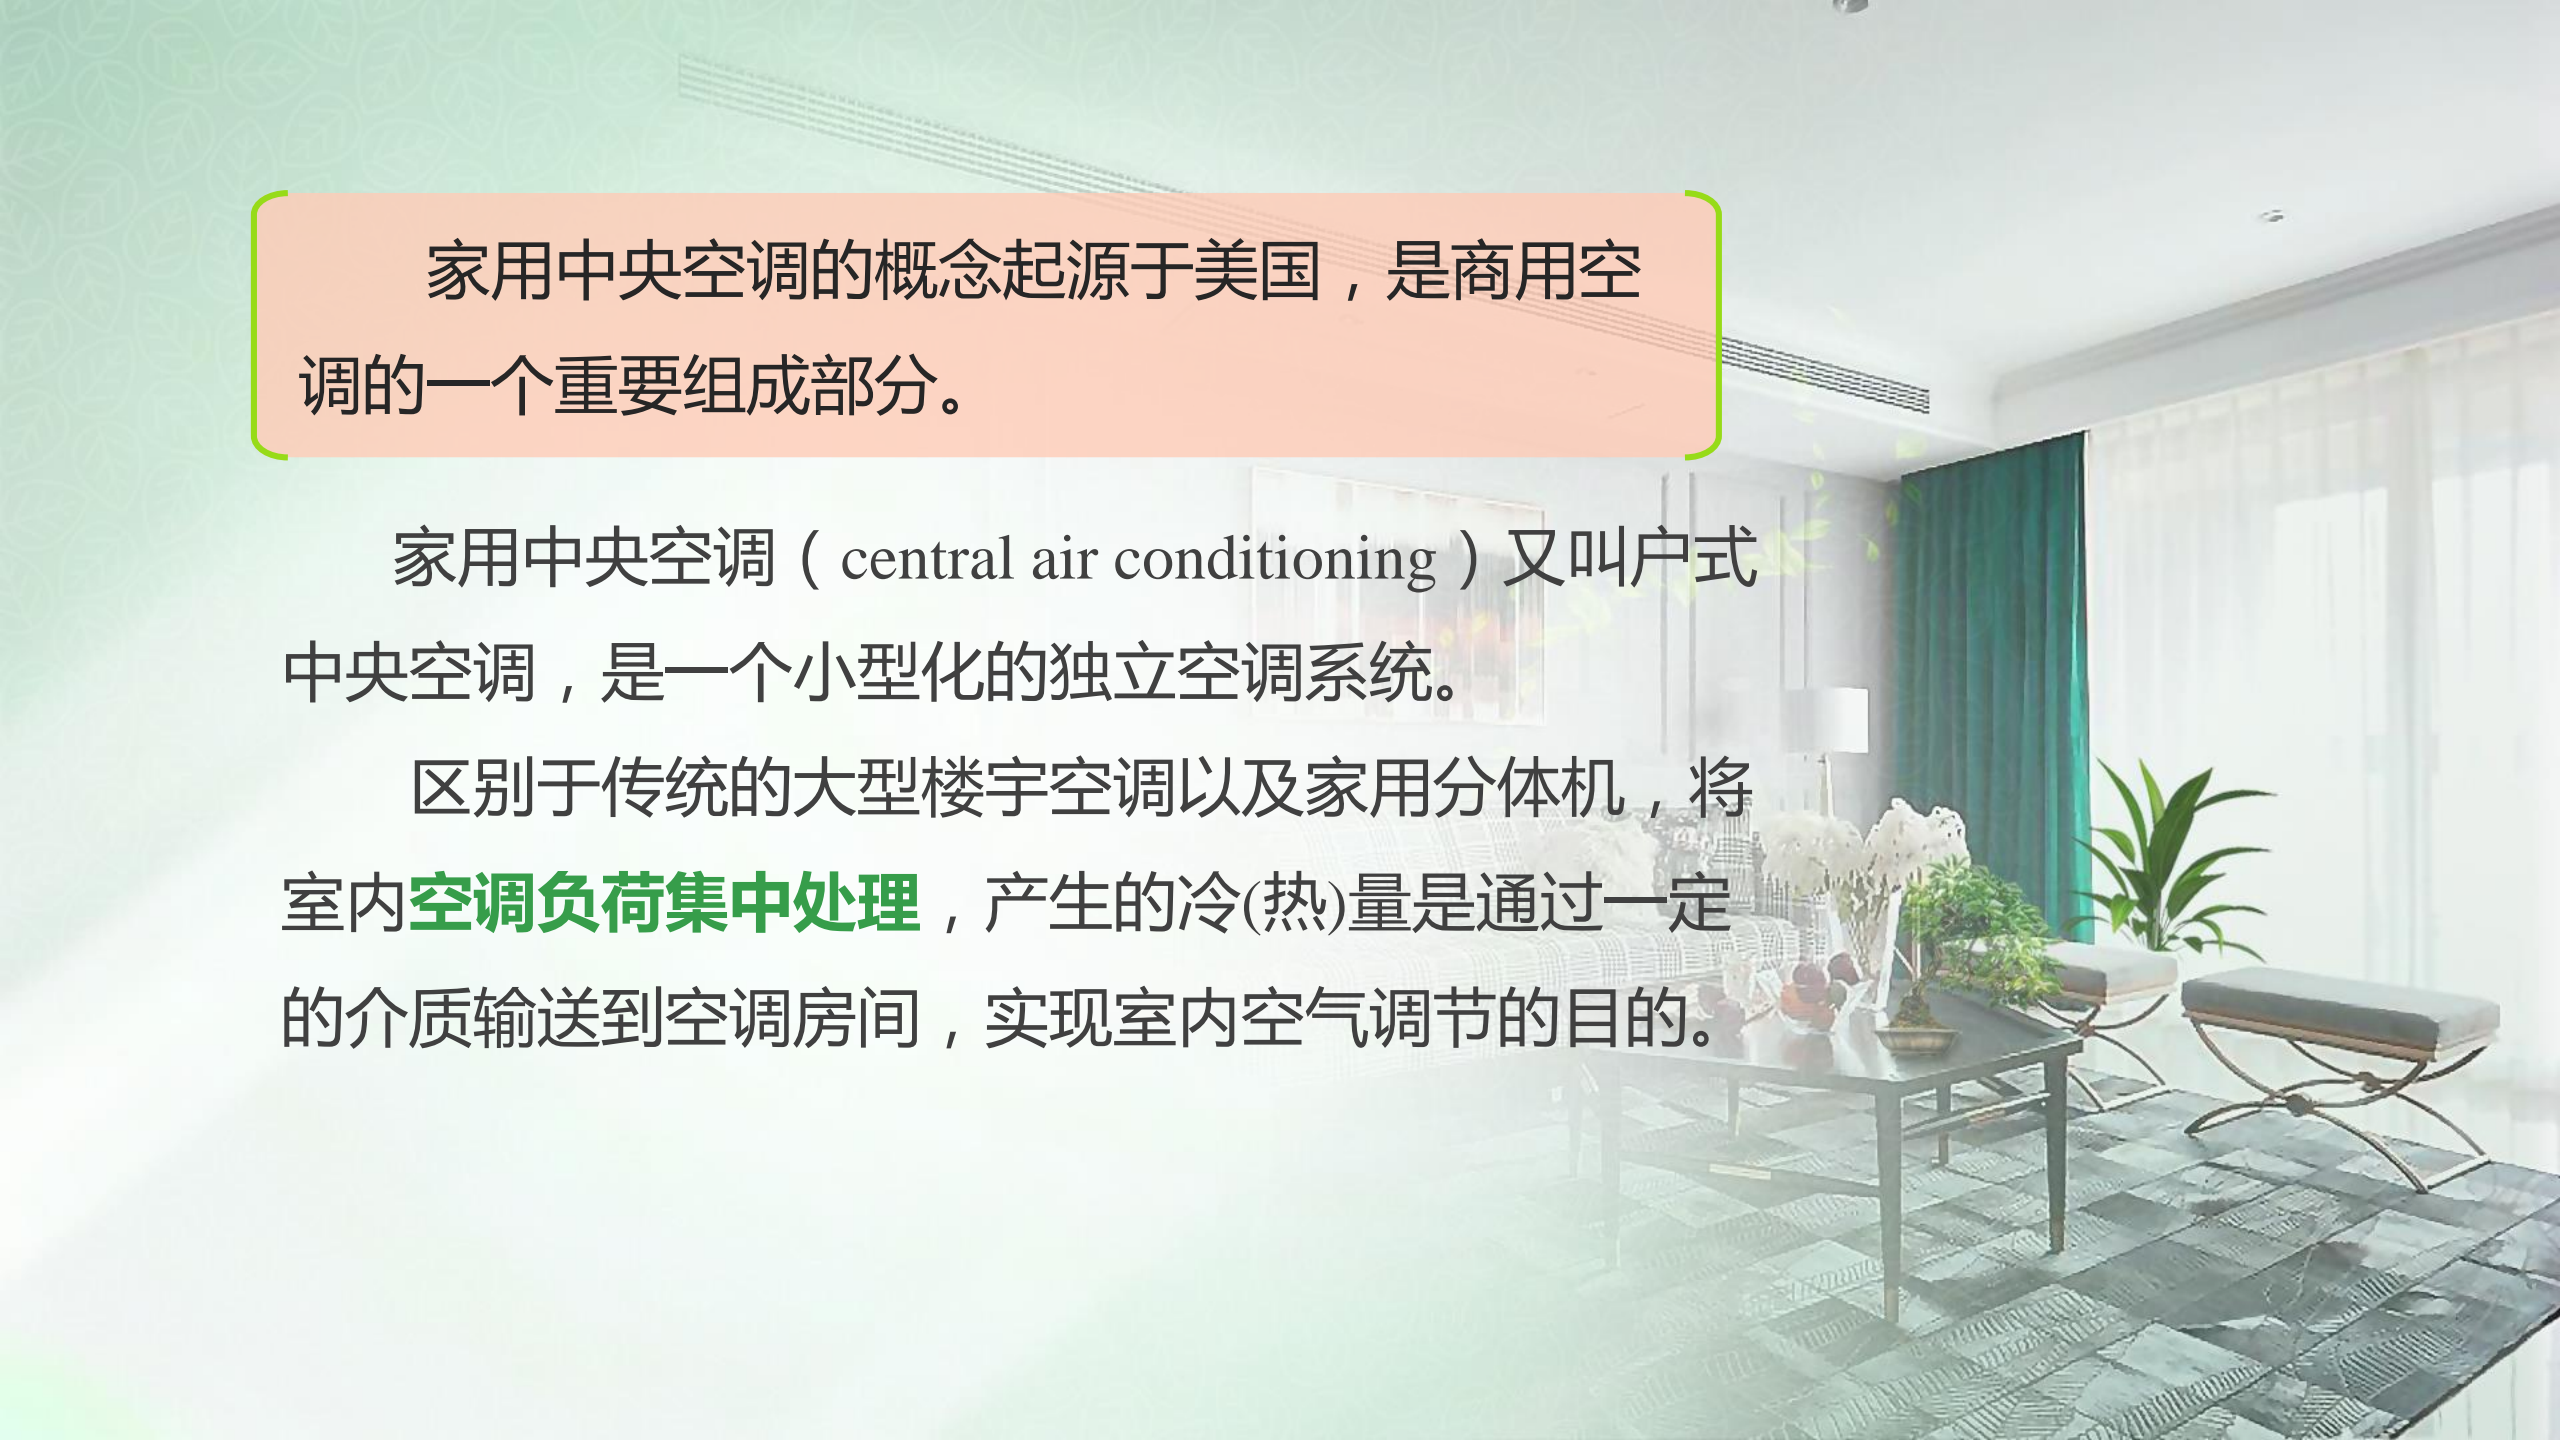 家用中央空调的概念起源于美国，是商用空
调的一个重要组成部分。
家用中央空调（central air conditioning）又叫户式
中央空调，是一个小型化的独立空调系统。
区别于传统的大型楼宇空调以及家用分体机，将
室内空调负荷集中处理，产生的冷(热)量是通过一定
的介质输送到空调房间，实现室内空气调节的目的。